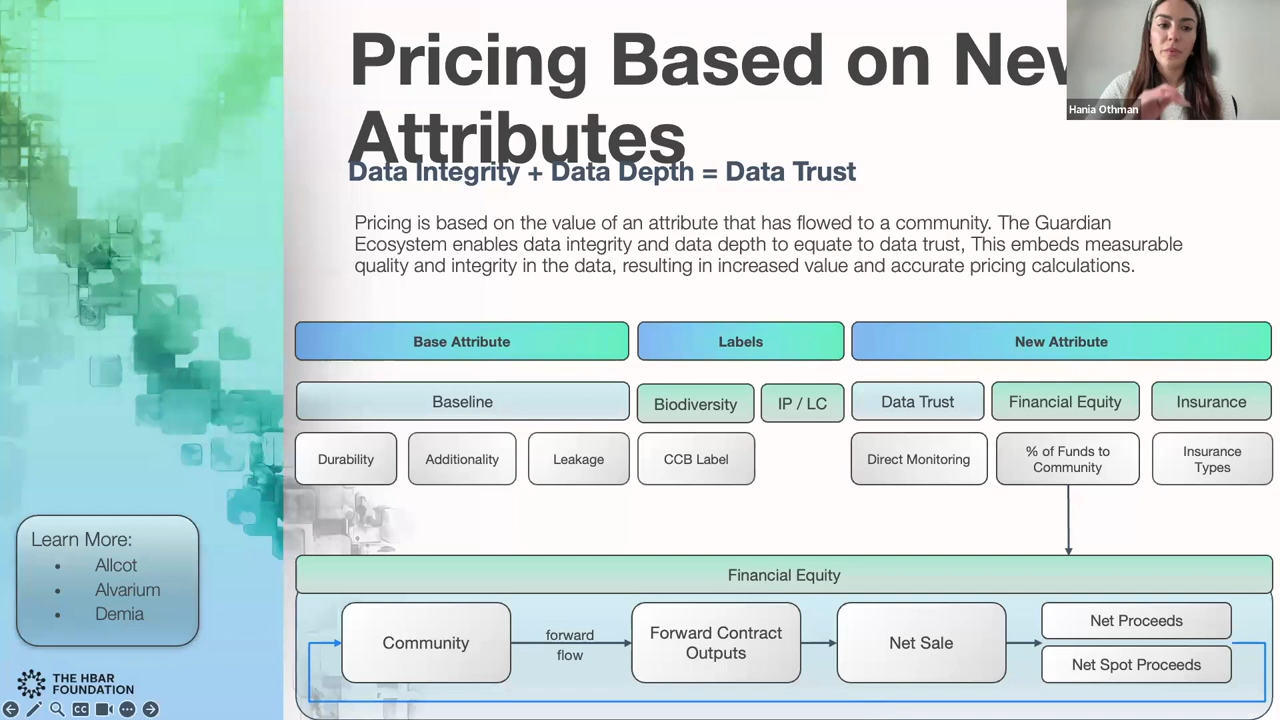 Pricing Based on New
Attributes
Data Integrity + Data Depth = Data Trust
Hania Othman
Pricing is based on the value of an attribute that has flowed to a community. The Guardian
Ecosystem enables data integrity and data depth to equate to data trust, This embeds measurable
quality and integrity in the data, resulting in increased value and accurate pricing calculations.
Base Attribute
Labels
New Attribute
Baseline
Biodiversity
IP / LC
Data Trust
Financial Equity
Insurance
Durability
Additionality
Leakage
CCB Label
Direct Monitoring
% of Funds to
Community
Insurance
Types
Financial Equity
Community
forward
flow
Forward Contract
Outputs
Net Sale
Net Proceeds
Net Spot Proceeds
Learn More:
• Allcot
• Alvarium
• Demia
THE HBAR
FOUNDATION
CC